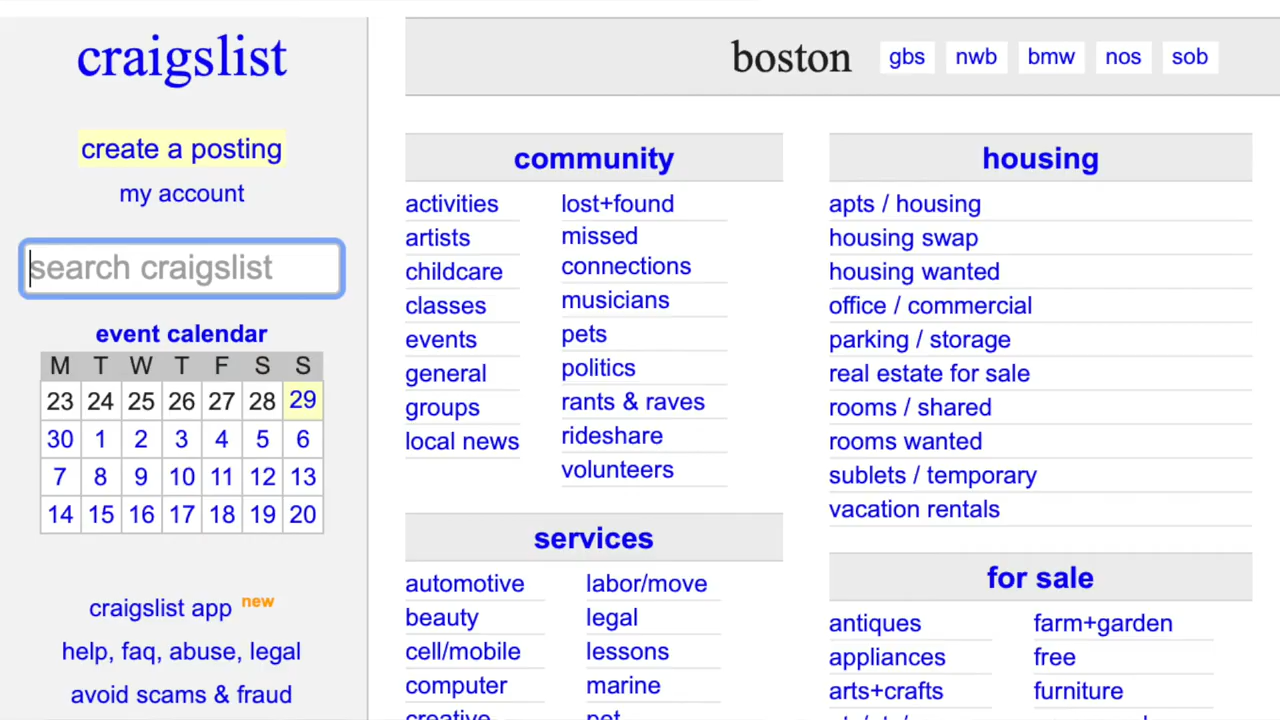 craigslist
create a posting
my account
search craigslist
event calendar
M T W T F S S
23 24 25 26 27 28 29
30 1 2 3 4 5 6
7 8 9 10 11 12 13
14 15 16 17 18 19 20
craigslist app new
help, faq, abuse, legal
avoid scams & fraud
boston gbs nwb bmw nos sob
community
activities
artists
childcare
classes
events
general
groups
local news
lost+found
missed
connections
musicians
pets
politics
rants & raves
rideshare
volunteers
services
automotive
beauty
cell/mobile
computer
creative
labor/move
legal
lessons
marine
pet
housing
apts / housing
housing swap
housing wanted
office / commercial
parking / storage
real estate for sale
rooms / shared
rooms wanted
sublets / temporary
vacation rentals
for sale
antiques
appliances
arts+crafts
farm+garden
free
furniture